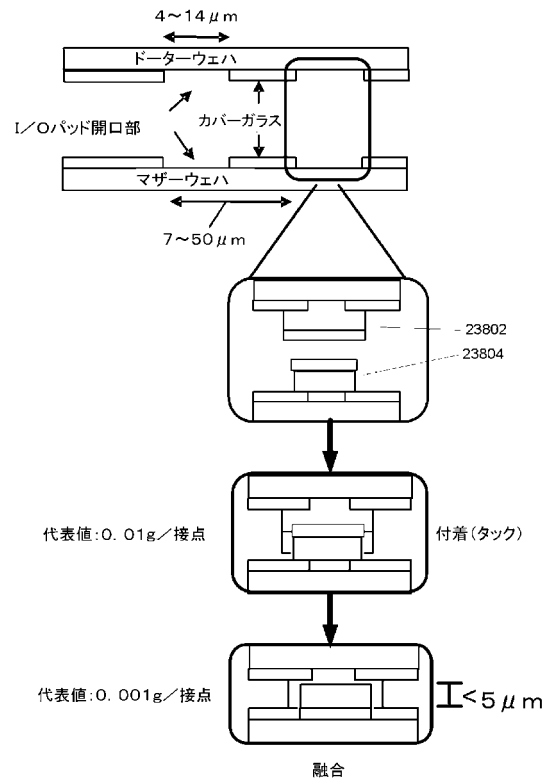 4～14μm
ドーターウェハ
I／Oパッド開口部
カバーガラス
マザーウェハ
7～50μm
23802
23804
代表値:0．01g／接点
付着(タック)
代表値:0．001g／接点
<5μm
融合